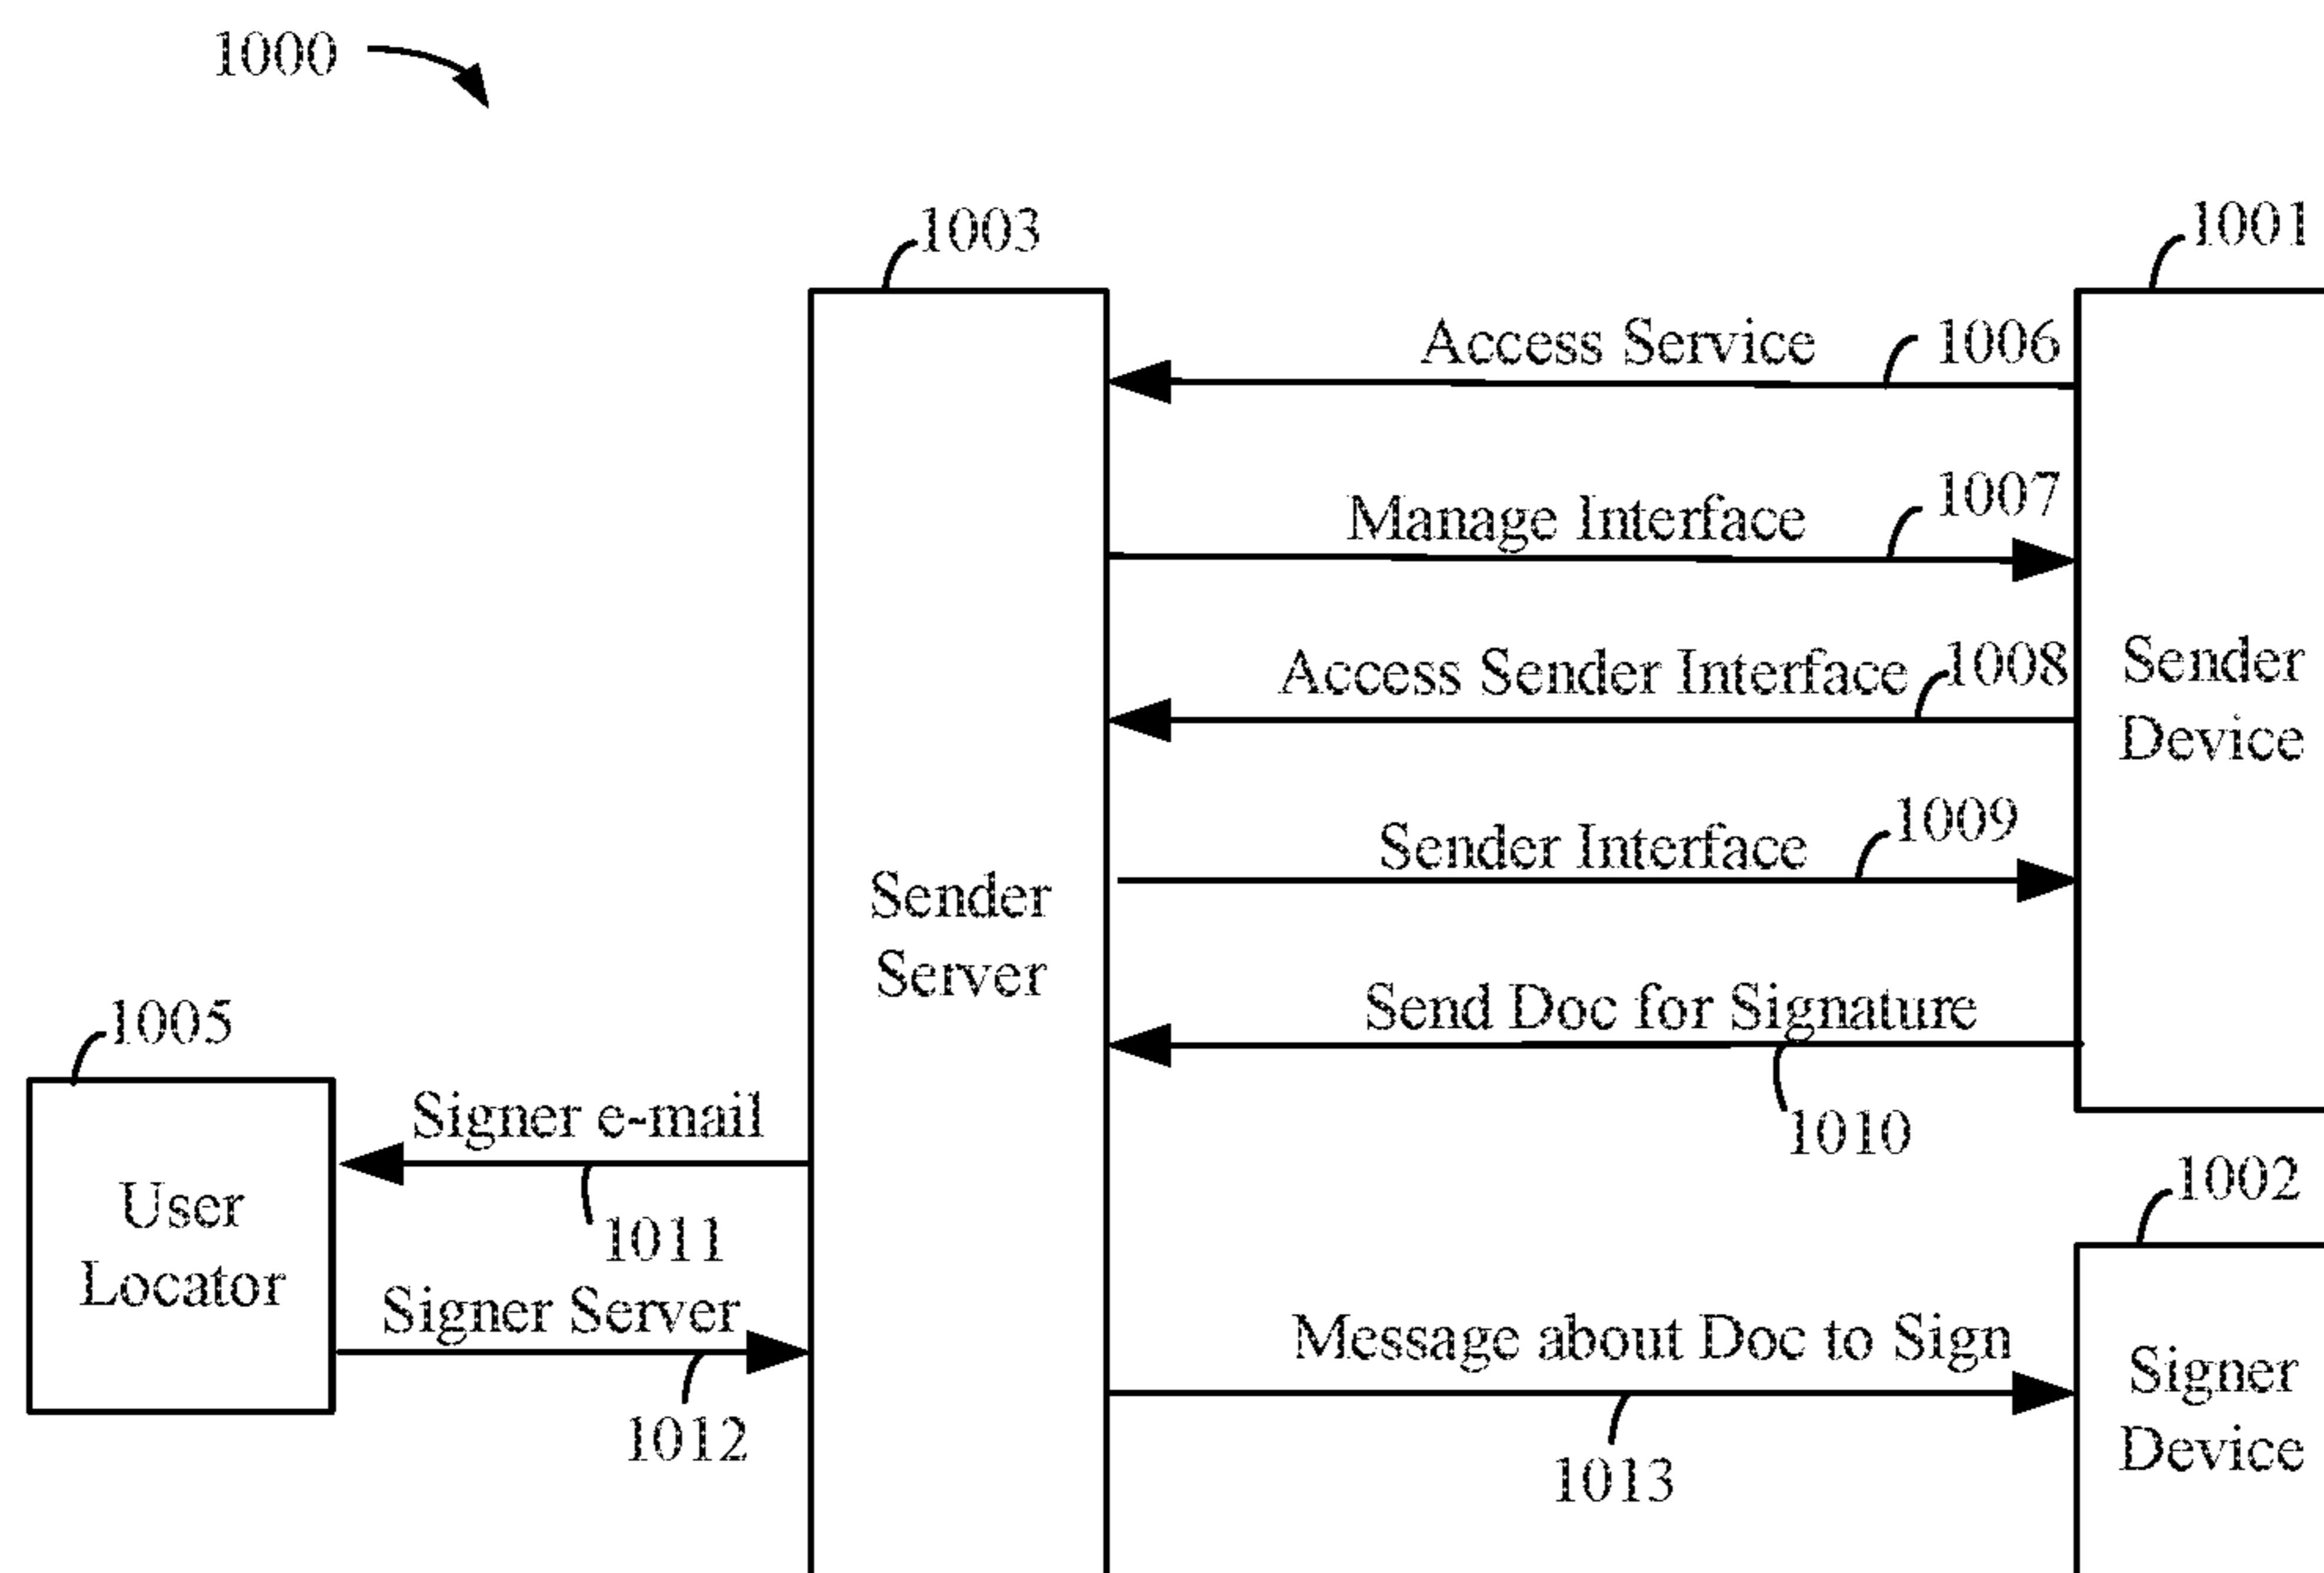 1000
1003
1001
Access Service
1006
Manage Interface
1007
Access Sender Interface
1008
Sender
Device
Sender Interface
1009
Sender
Server
Send Doc for Signature
1010
1005
Signer e-mail
1011
User
Locator
Signer Server
1012
1002
Message about Doc to Sign
1013
Signer
Device